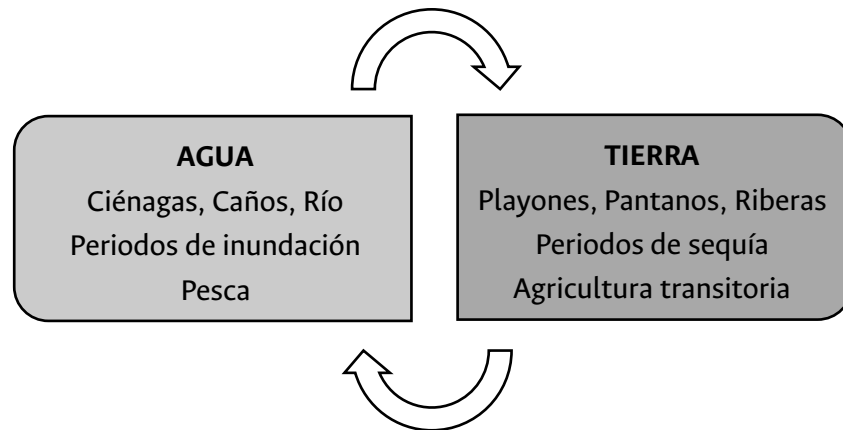 AGUA
Ciénagas, Caños, Río
Periodos de inundación
Pesca
TIERRA
Playones, Pantanos, Riberas
Periodos de sequía
Agricultura transitoria